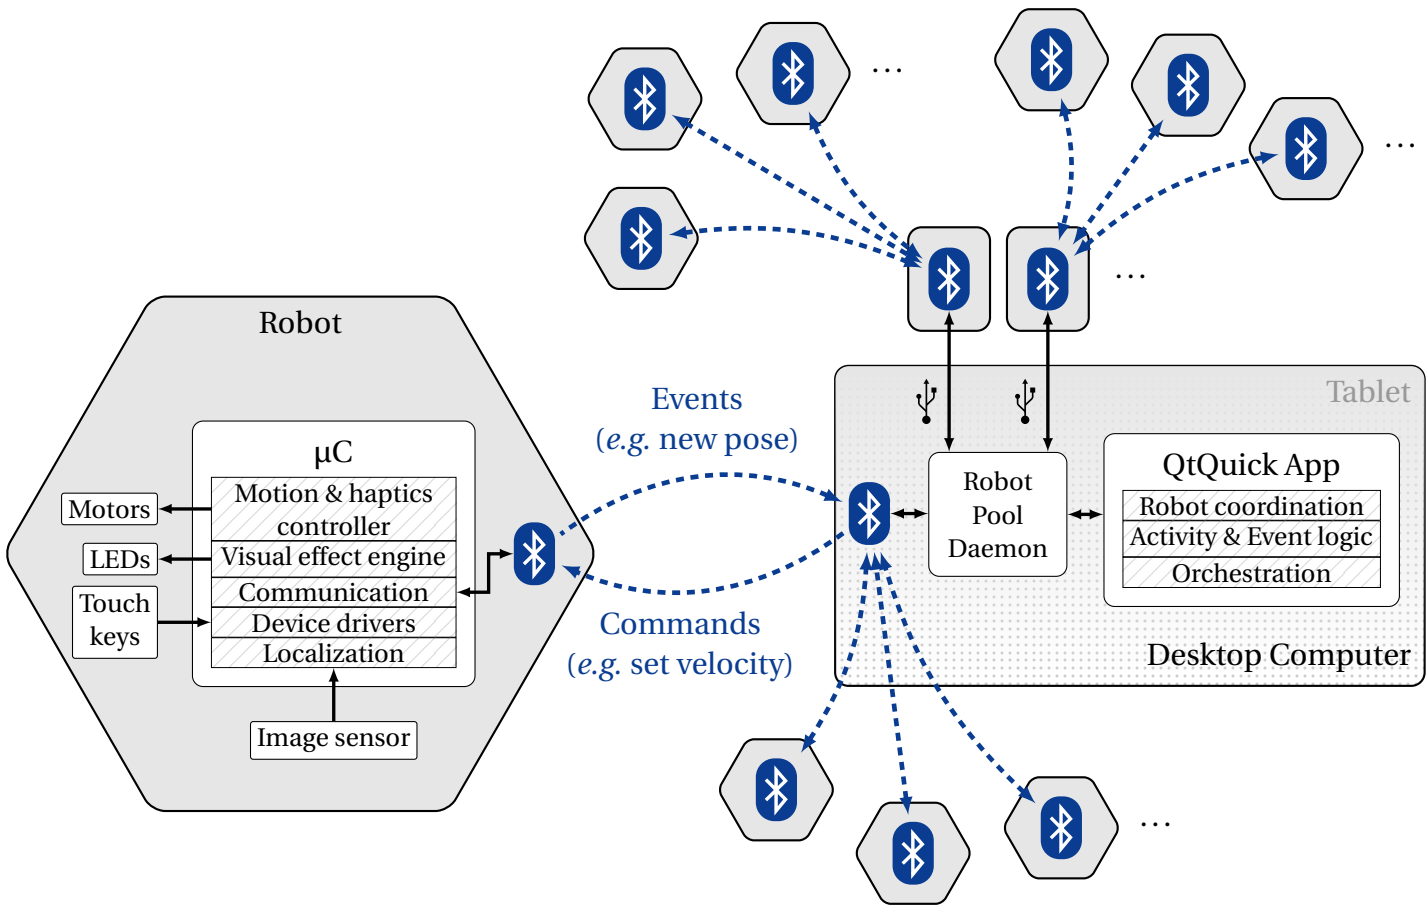 ...
...
...
Robot
μC
Motion & haptics
controller
Visual effect engine
Communication
Device drivers
Localization
Motors
LEDs
Touch
keys
Image sensor
Events
(e.g. new pose)
Commands
(e.g. set velocity)
Tablet
Robot
Pool
Daemon
QtQuick App
Robot coordination
Activity & Event logic
Orchestration
Desktop Computer
...